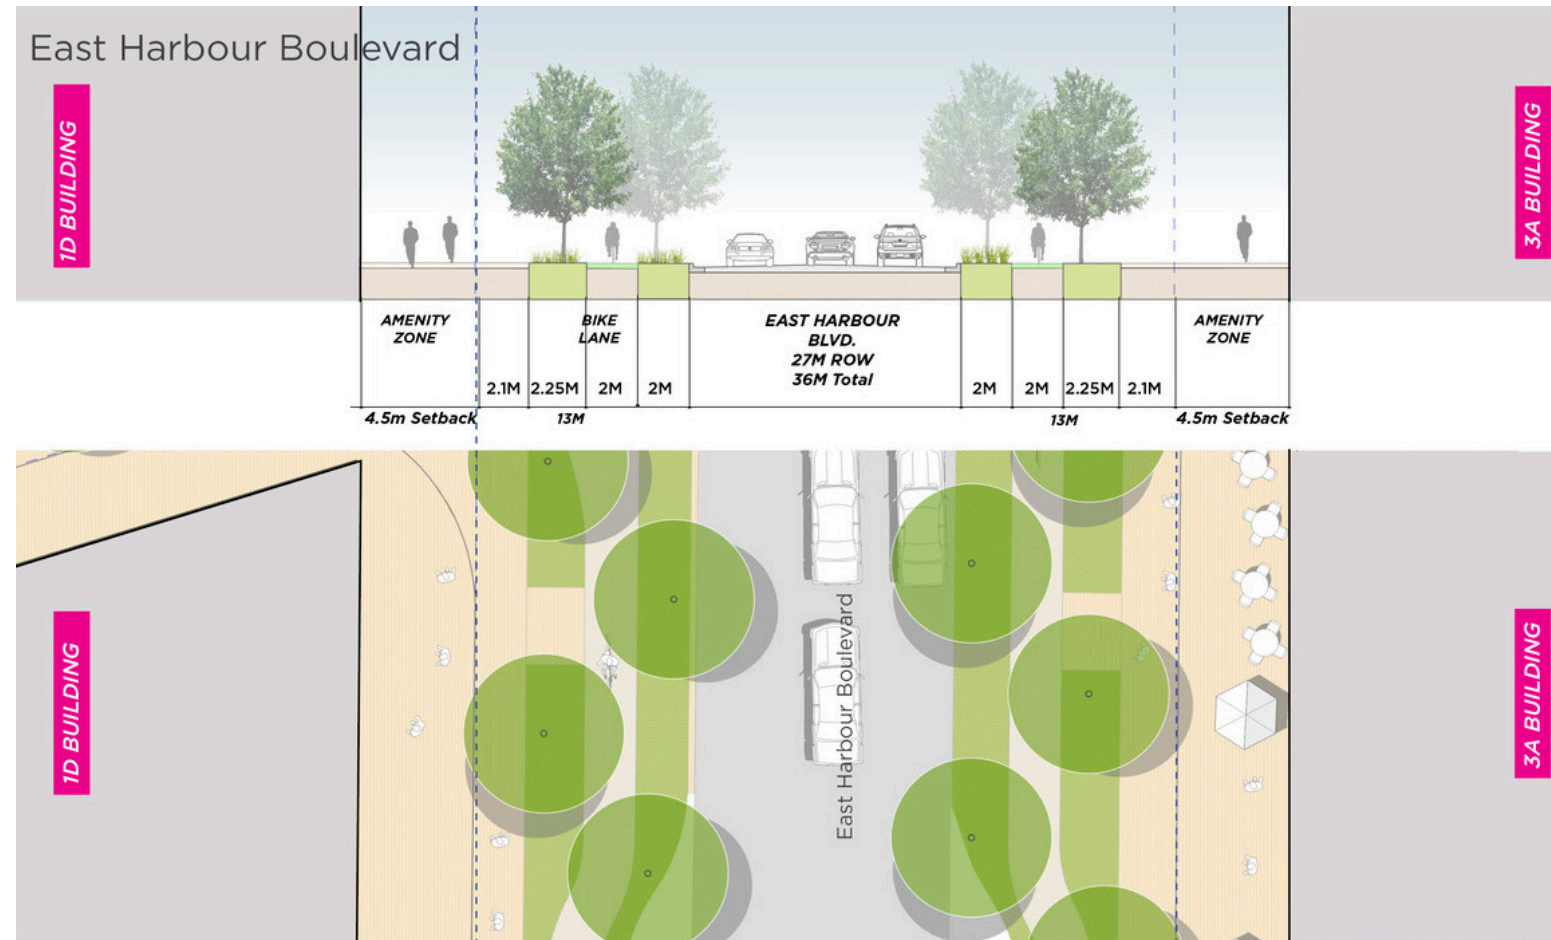 East Harbour Boulevard
1D BUILDING
3A BUILDING
AMENITY
ZONE
BIKE
LANE
EAST HARBOUR
BLVD.
27M ROW
36M Total
AMENITY
ZONE
2.1M 2.25M 2M 2M 2M 2M 2.25M 2.1M
4.5m Setback 13M 13M 4.5m Setback
East Harbour Boulevard
1D BUILDING
3A BUILDING